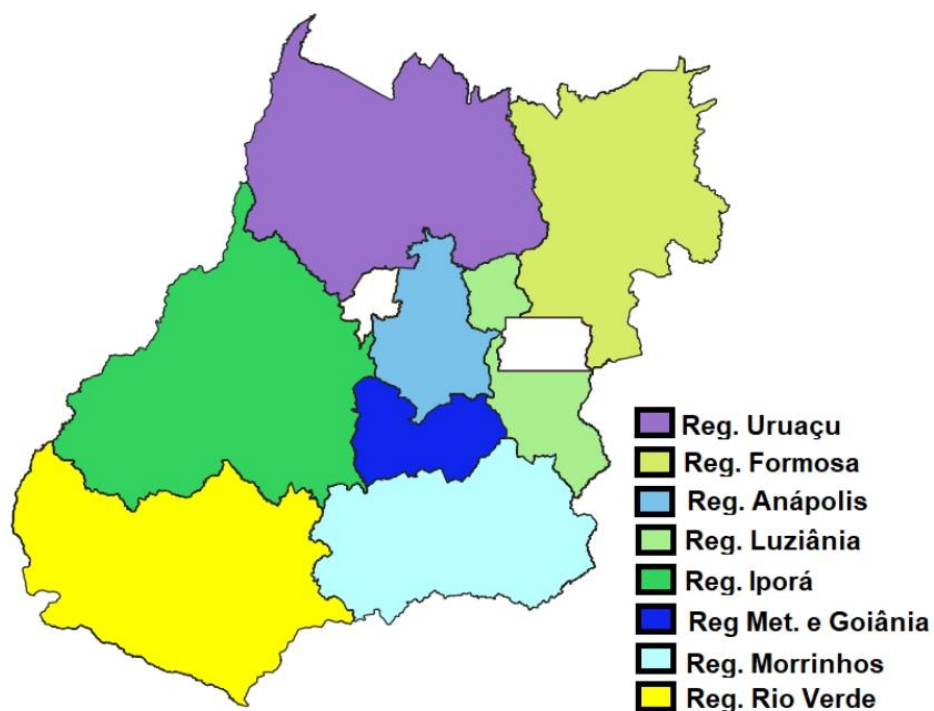 Reg. Uruaçu
Reg. Formosa
Reg. Anápolis
Reg. Luziânia
Reg. Iporá
Reg Met. e Goiânia
Reg. Morrinhos
Reg. Rio Verde